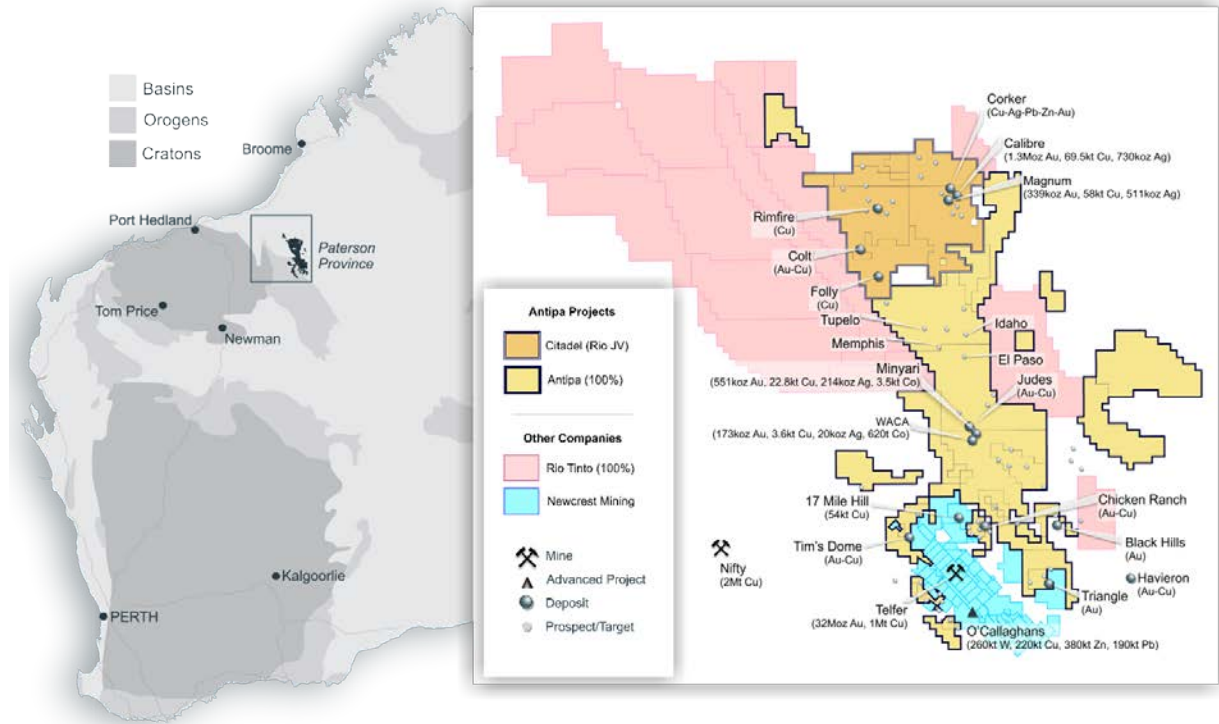 Basins
Orogens
Cratons
Broome
Port Hedland
Paterson
Province
Tom Price
Newman
Kalgoorlie
PERTH
Antipa Projects
Citadel (Rio JV)
Antipa (100%)
Other Companies
Rio Tinto (100%)
Newcrest Mining
Mine
Advanced Project
Deposit
Prospect/Target
Corker
(Cu-Ag-Pb-Zn-Au)
Calibre
(1.3Moz Au, 69.5kt Cu, 730koz Ag)
Magnum
(339koz Au, 58kt Cu, 511koz Ag)
Rimfire
(Cu)
Colt
(Au-Cu)
Folly
(Cu)
Tupelo
Idaho
Memphis
El Paso
Minyari
(551koz Au, 22.8kt Cu, 214koz Ag, 3.5kt Co)
Judes
(Au-Cu)
WACA
(173koz Au, 3.6kt Cu, 20koz Ag, 620t Co)
17 Mile Hill
(54kt Cu)
Chicken Ranch
(Au-Cu)
Tim's Dome
(Au-Cu)
Black Hills
(Au)
Nifty
(2Mt Cu)
Havieron
(Au-Cu)
Triangle
(Au)
Telfer
(32Moz Au, 1Mt Cu)
O'Callaghans
(260kt W, 220kt Cu, 380kt Zn, 190kt Pb)